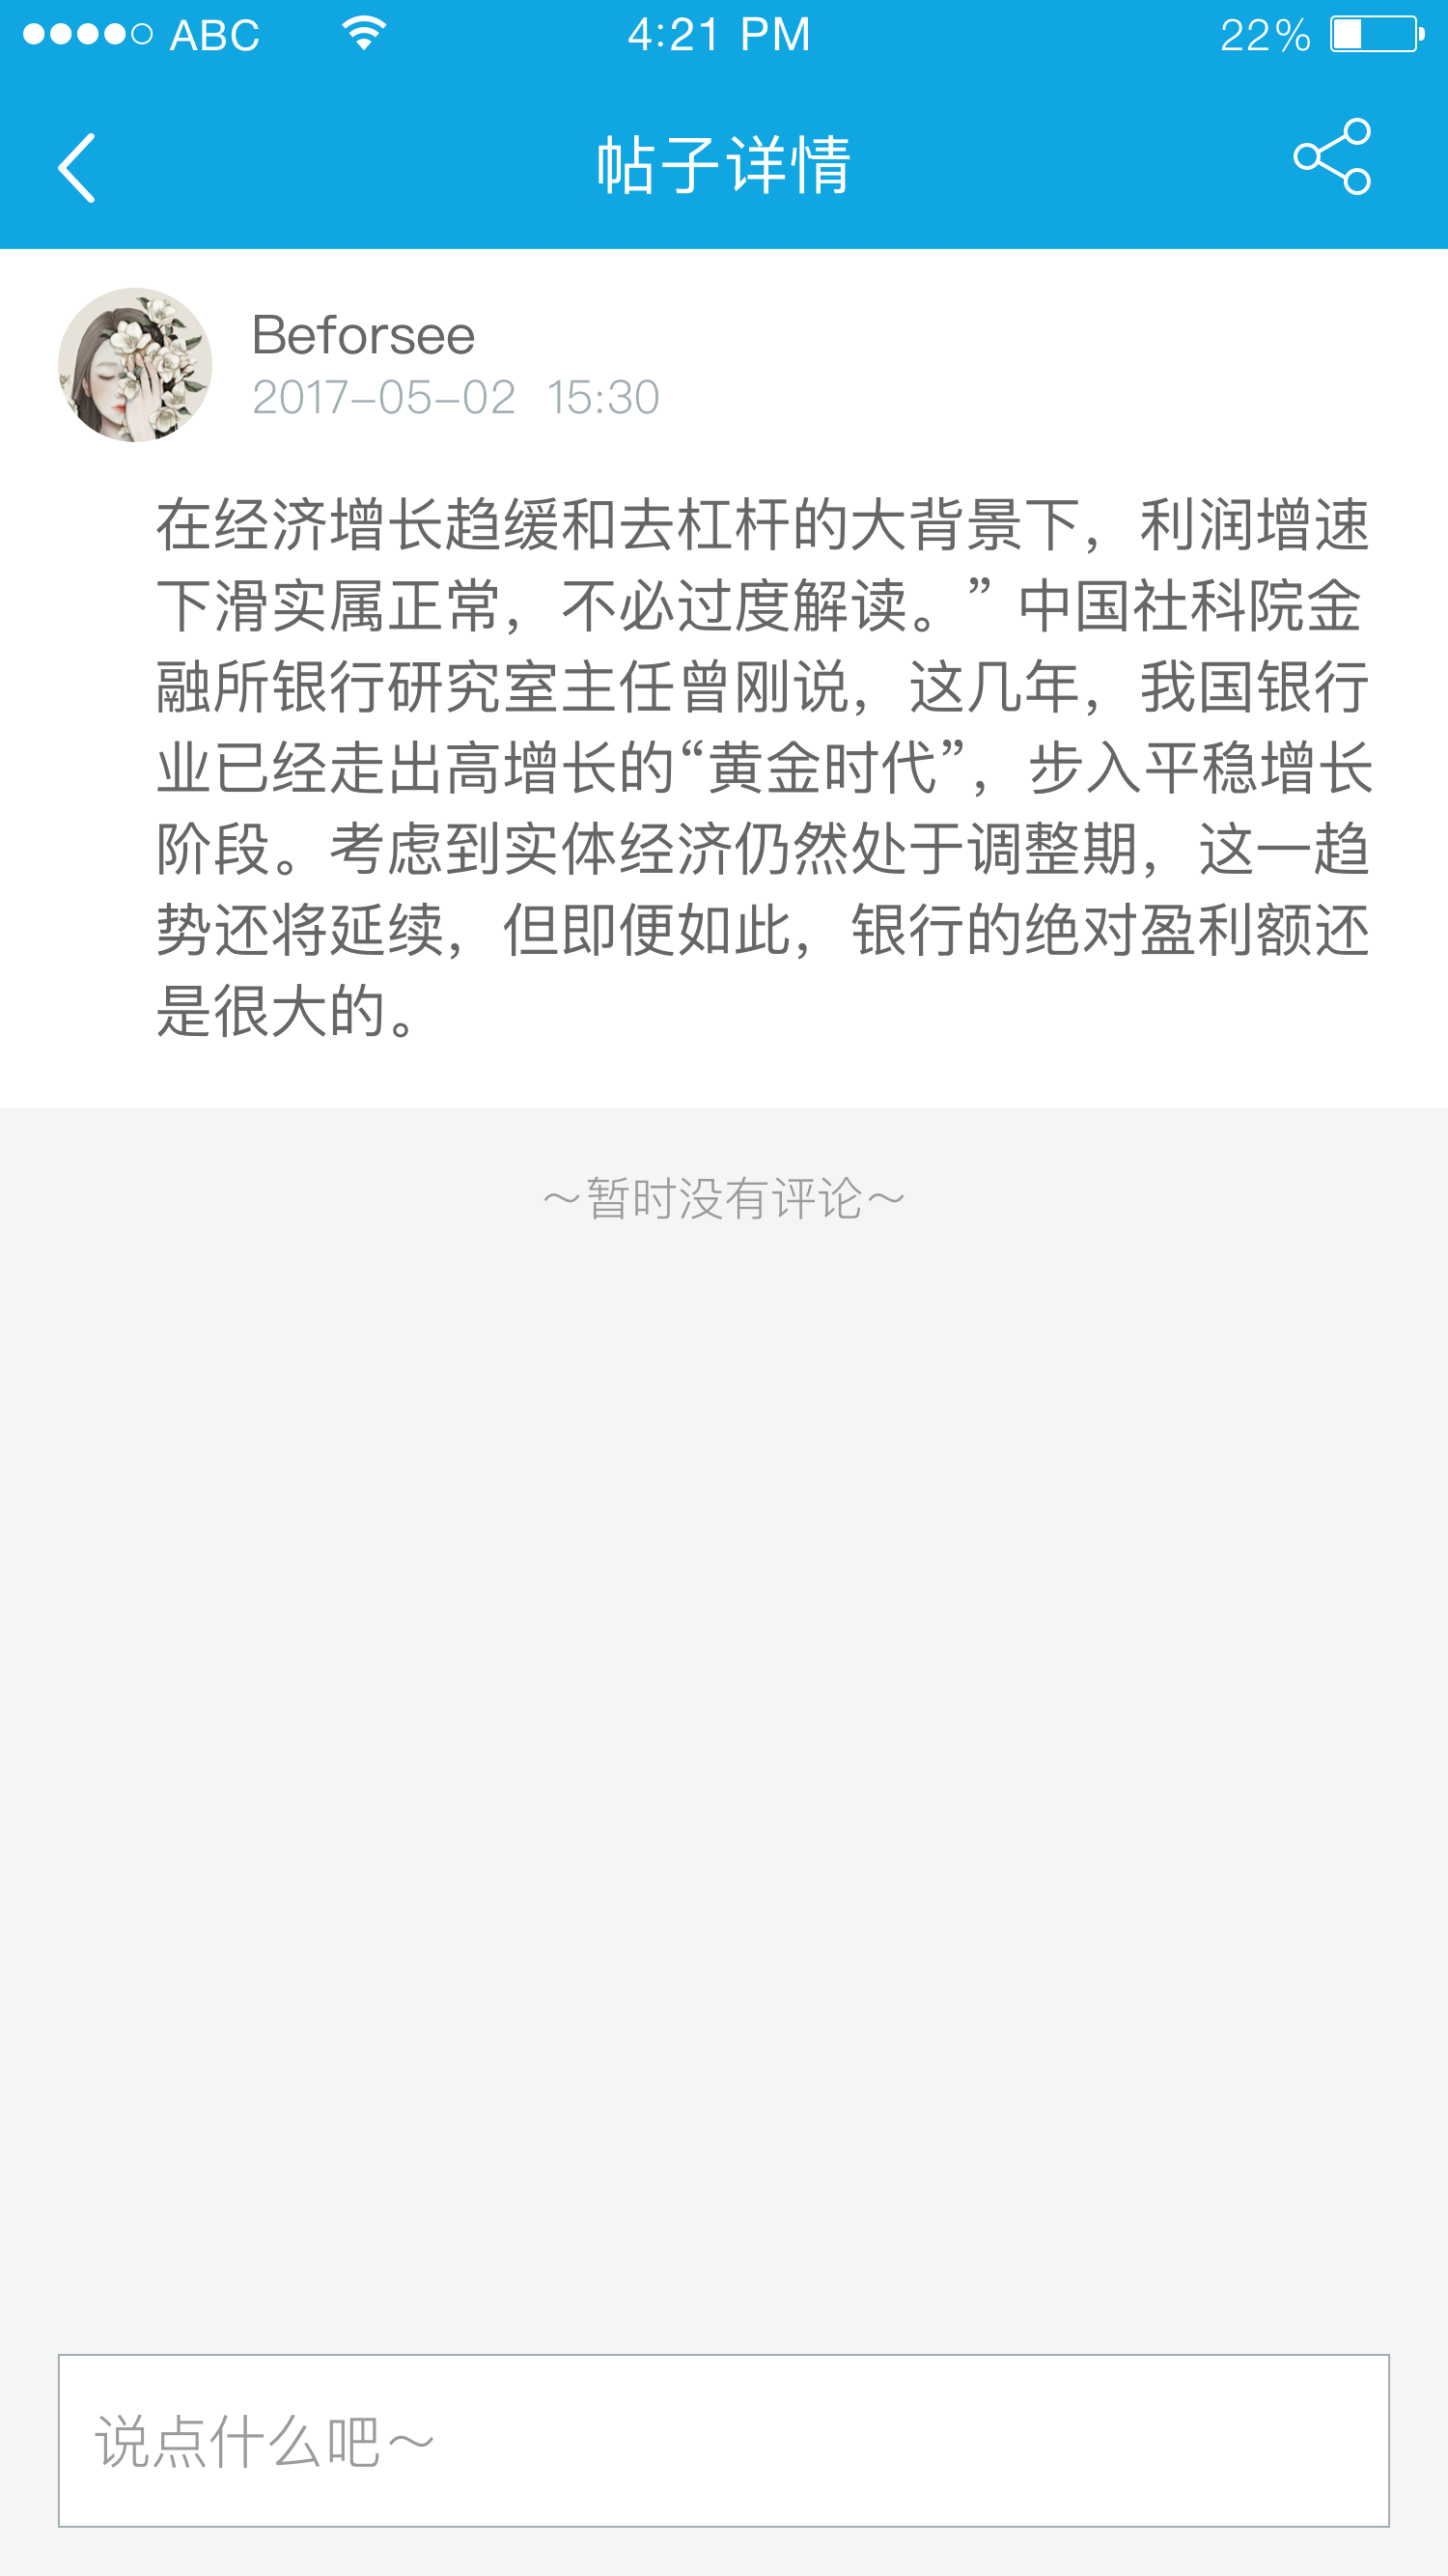 ABC 4:21 PM 22%
帖子详情
Beforsee
2017-05-02 15:30
在经济增长趋缓和去杠杆的大背景下，利润增速
下滑实属正常，不必过度解读。” 中国社科院金
融所银行研究室主任曾刚说，这几年，我国银行
业已经走出高增长的“黄金时代”，步入平稳增长
阶段。考虑到实体经济仍然处于调整期，这一趋
势还将延续，但即便如此，银行的绝对盈利额还
是很大的。
～暂时没有评论～
说点什么吧～